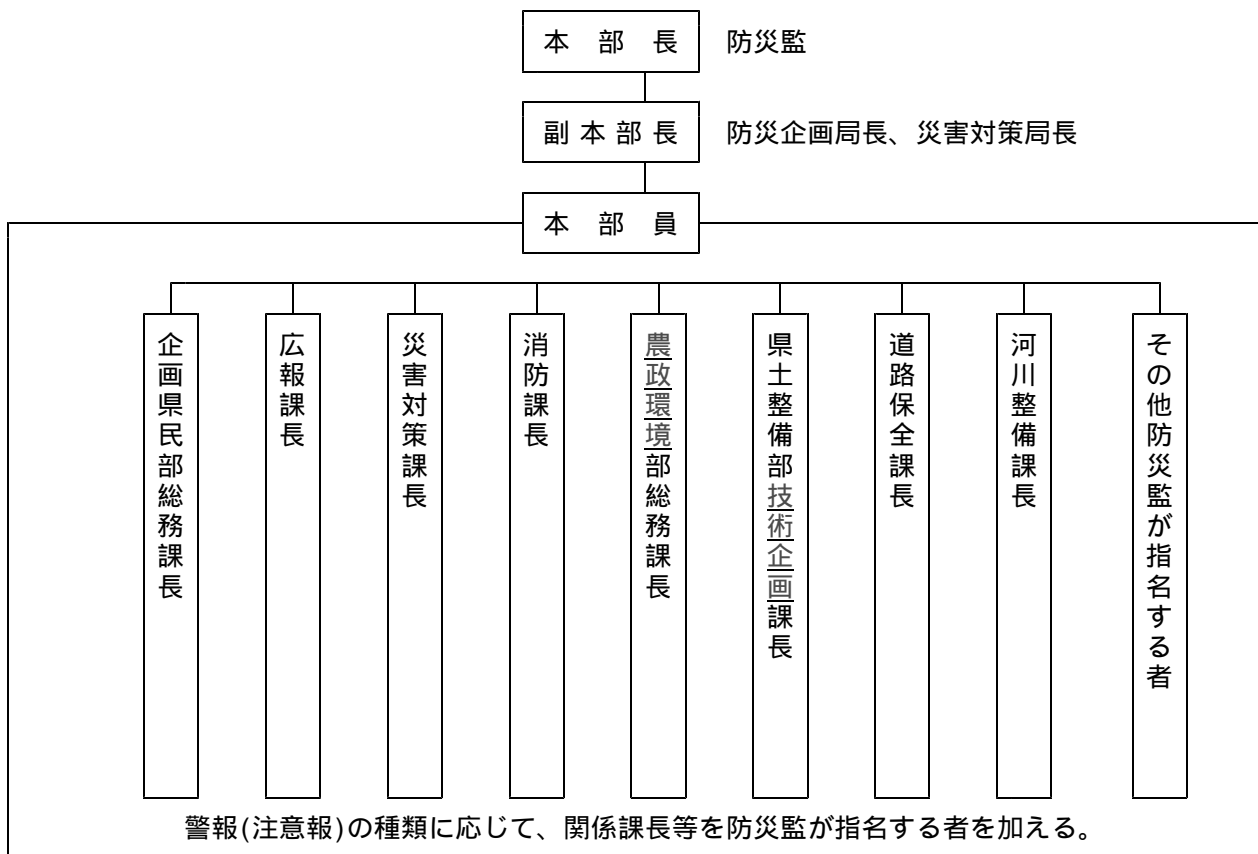 本部長 防災監
副本部長 防災企画局長、災害対策局長
本部員
企画県民部総務課長
広報課長
災害対策課長
消防課長
農政環境部総務課長
県土整備部技術企画課長
道路保全課長
河川整備課長
その他防災監が指名する者
警報(注意報)の種類に応じて、関係課長等を防災監が指名する者を加える。